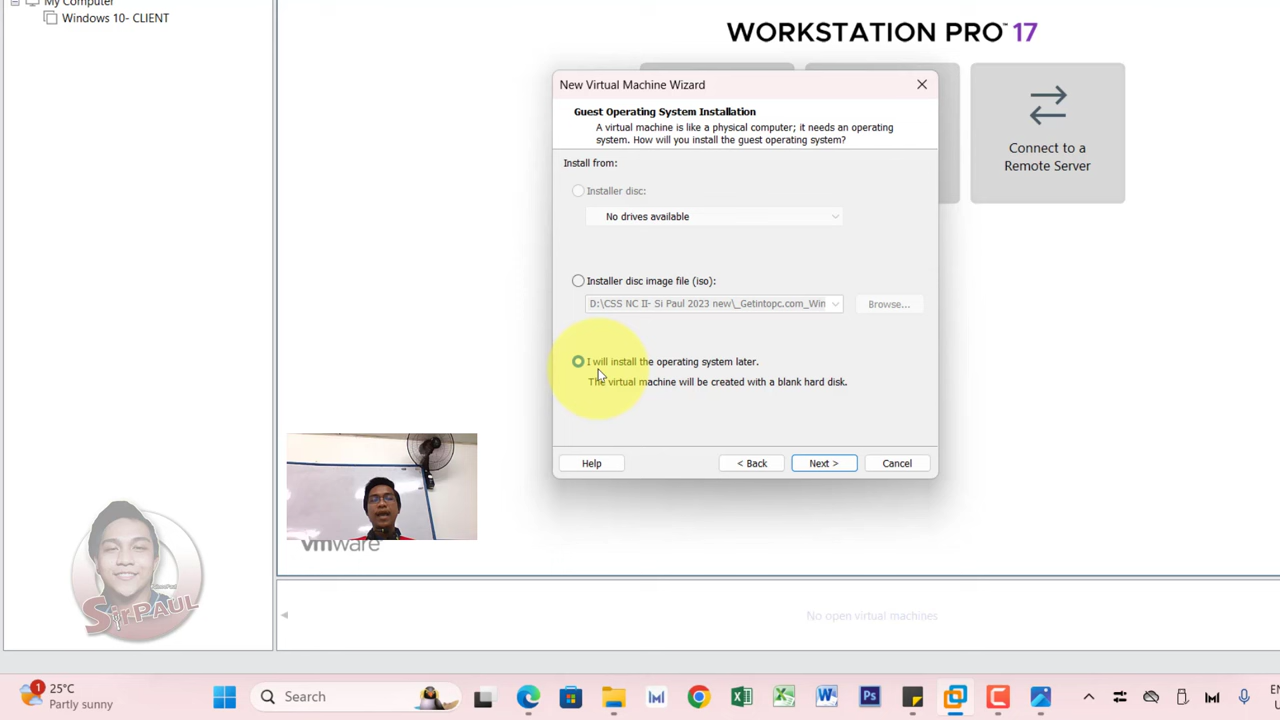 My Computer
Windows 10- CLIENT
WORKSTATION PRO™ 17
New Virtual Machine Wizard
Guest Operating System Installation
A virtual machine is like a physical computer; it needs an operating
system. How will you install the guest operating system?
Install from:
Installer disc:
No drives available
Installer disc image file (iso):
D:\CSS NC II- Si Paul 2023 new\_Getintopc.com_Win
Browse...
I will install the operating system later.
The virtual machine will be created with a blank hard disk.
Help
< Back
Next >
Cancel
Connect to a
Remote Server
vmware
SirPAUL
No open virtual machines
1
25°C
Partly sunny
Search